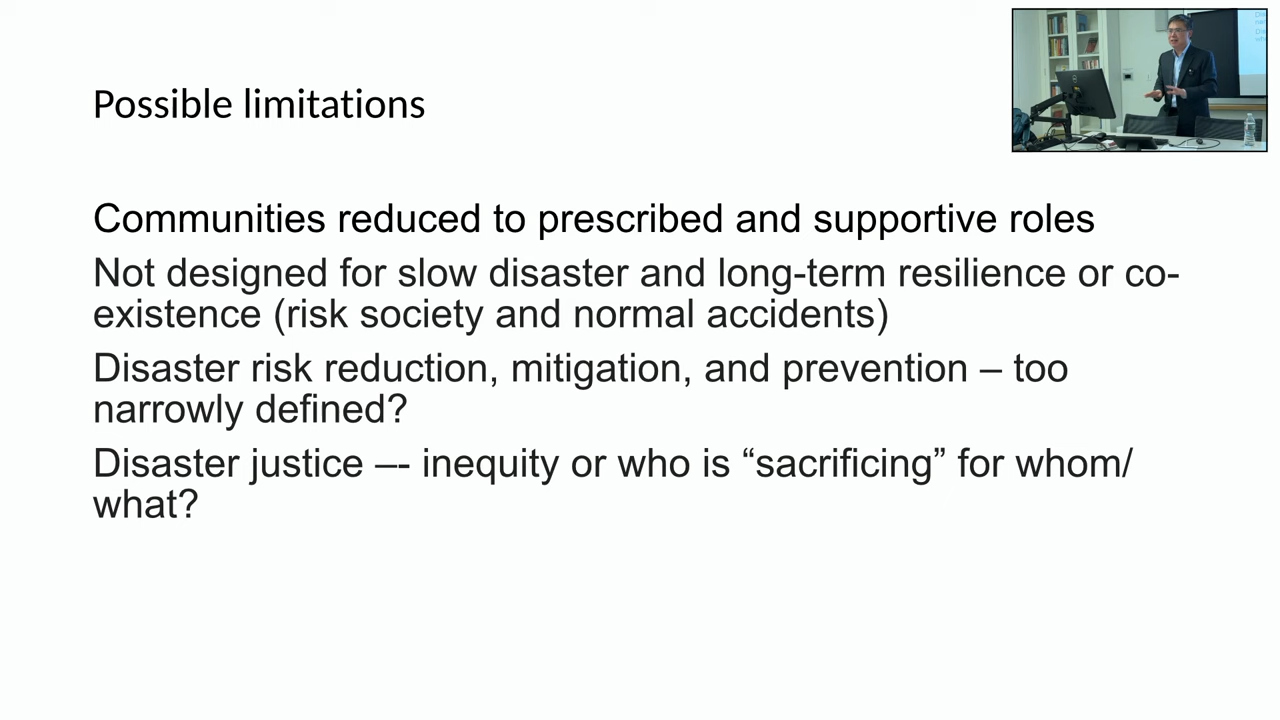 Possible limitations
Communities reduced to prescribed and supportive roles
Not designed for slow disaster and long-term resilience or co-
existence (risk society and normal accidents)
Disaster risk reduction, mitigation, and prevention – too
narrowly defined?
Disaster justice –- inequity or who is “sacrificing” for whom/
what?